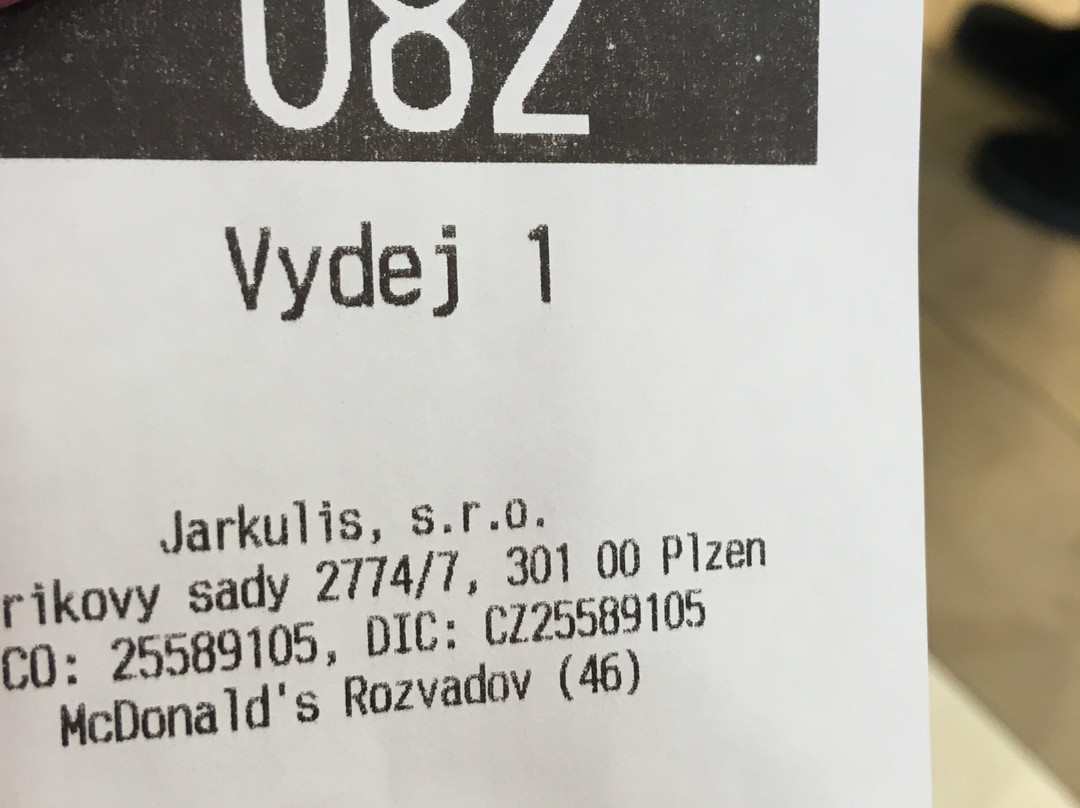 082
Vydej 1
Jarkulis, s.r.o.
rikovy sady 2774/7, 301 00 Plzen
CO: 25589105, DIC: CZ25589105
McDonald's Rozvadov (46)